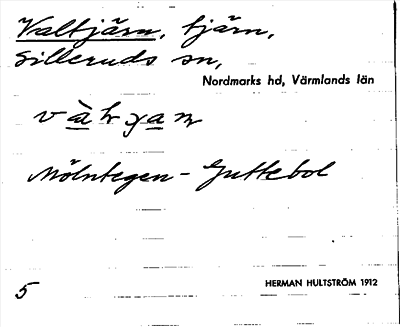 Valtjärn, tjärn,
Silleruds sn,
Nordmarks hd, Värmlands län
Mölntegen - Guttebol
HERMAN HULTSTRÖM 1912
5